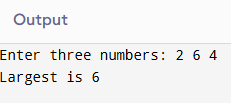 Output
Enter three numbers: 2 6 4
Largest is 6